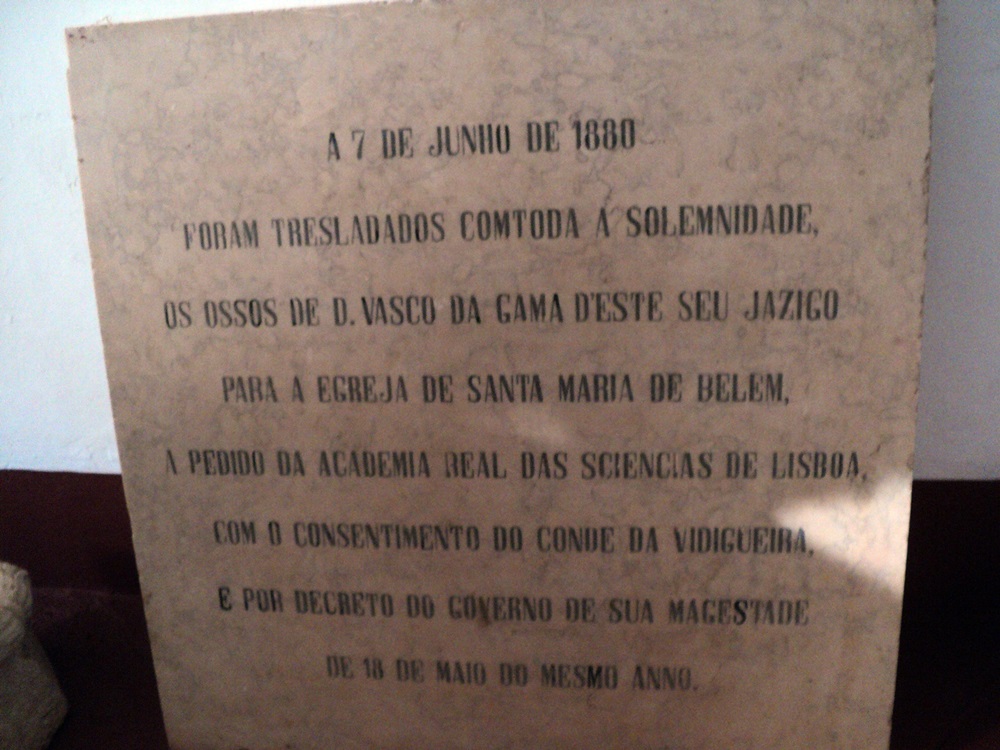 A 7 DE JUNHO DE 1880
FORAM TRESLADADOS COMTODA A SOLEMNIDADE,
OS OSSOS DE D. VASCO DA GAMA D'ESTE SEU JAZIGO
PARA A EGREJA DE SANTA MARIA DE BELEM,
A PEDIDO DA ACADEMIA REAL DAS SCIENCIAS DE LISBOA,
COM O CONSENTIMENTO DO CONDE DA VIDIGUEIRA,
E POR DECRETO DO GOVERNO DE SUA MAGESTADE
DE 18 DE MAIO DO MESMO ANNO.